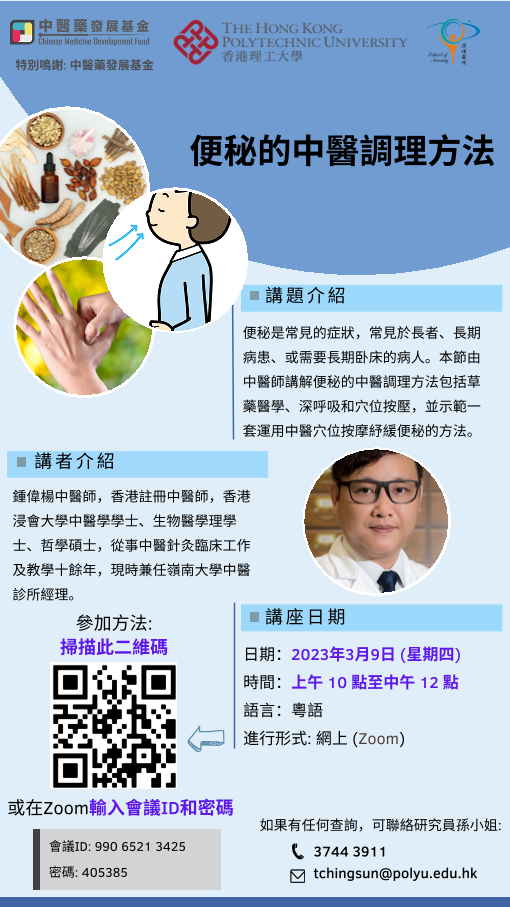 中醫藥發展基金
Chinese Medicine Development Fund
特別鳴謝: 中醫藥發展基金
THE HONG KONG
POLYTECHNIC UNIVERSITY
香港理工大學
School of
Nursing
護理學院
便秘的中醫調理方法
講題介紹
便秘是常見的症狀，常見於長者、長期
病患、或需要長期卧床的病人。本節由
中醫師講解便秘的中醫調理方法包括草
藥醫學、深呼吸和穴位按壓，並示範一
套運用中醫穴位按摩紓緩便秘的方法。
講者介紹
鍾偉楊中醫師，香港註冊中醫師，香港
浸會大學中醫學學士、生物醫學理學
士、哲學碩士，從事中醫針灸臨床工作
及教學十餘年，現時兼任嶺南大學中醫
診所經理。
參加方法:
掃描此二維碼
講座日期
日期：2023年3月9日 (星期四)
時間：上午 10 點至中午 12 點
語言：粵語
進行形式: 網上 (Zoom)
或在Zoom輸入會議ID和密碼
會議ID: 990 6521 3425
密碼: 405385
如果有任何查詢，可聯絡研究員孫小姐:
3744 3911
tchingsun@polyu.edu.hk